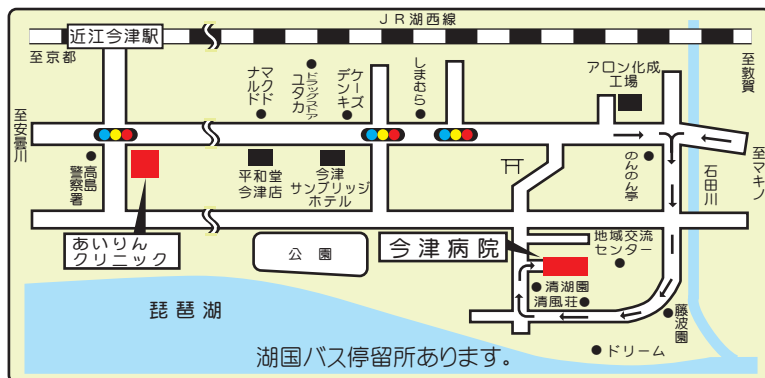 JR湖西線
近江今津駅
至京都
至敦賀
マクド
ナルド
ドラッグストア
ユタカ
ケーズ
デンキ
しまむら
アロン化成
工場
至安曇川
至マキノ
高島
警察署
平和堂
今津店
今津
サンブリッジ
ホテル
のんのん亭
石田川
あいりん
クリニック
公園
今津病院
地域交流
センター
清湖園
清風荘
藤波園
琵琶湖
ドリーム
湖国バス停留所あります。